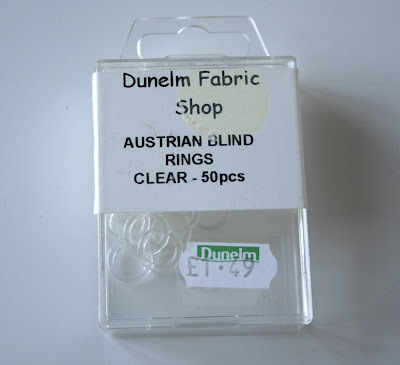 Dunelm Fabric
Shop
AUSTRIAN BLIND
RINGS
CLEAR - 50pcs
Dunelm
£1.49